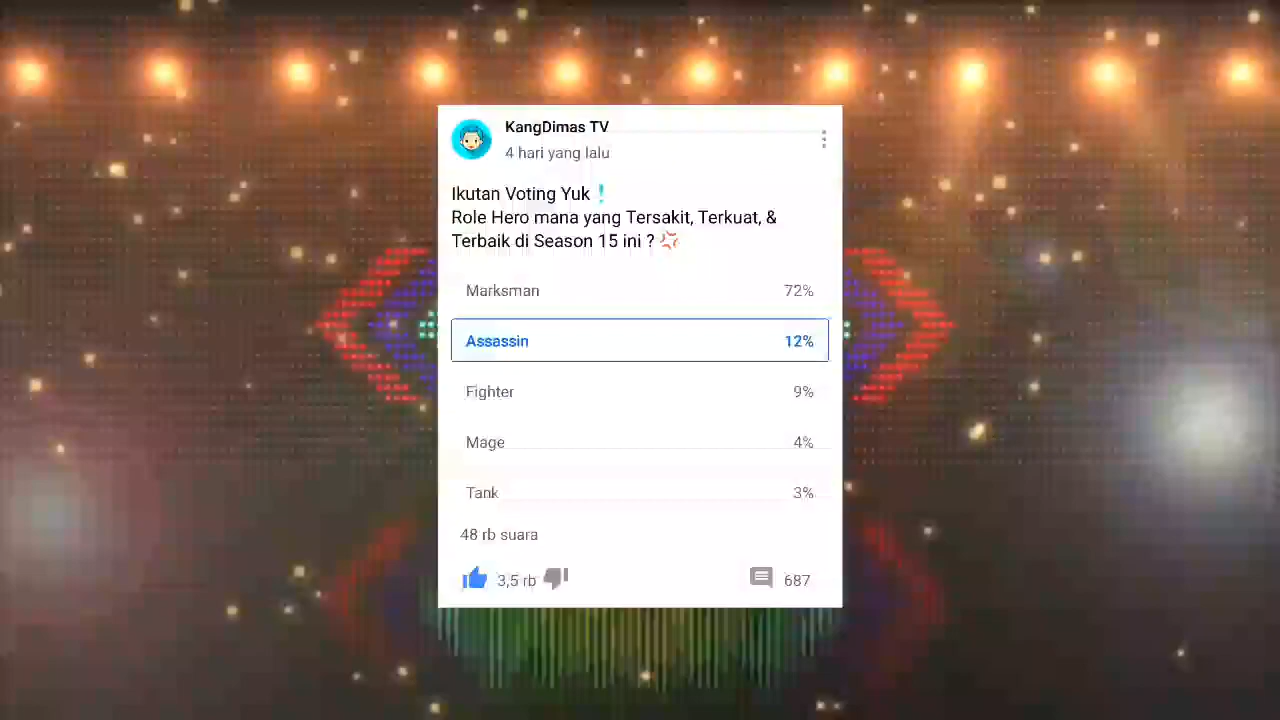 KangDimas TV
4 hari yang lalu
Ikutan Voting Yuk❗
Role Hero mana yang Tersakit, Terkuat, &
Terbaik di Season 15 ini ? 💢
Marksman 72%
Assassin 12%
Fighter 9%
Mage 4%
Tank 3%
48 rb suara
3,5 rb 687